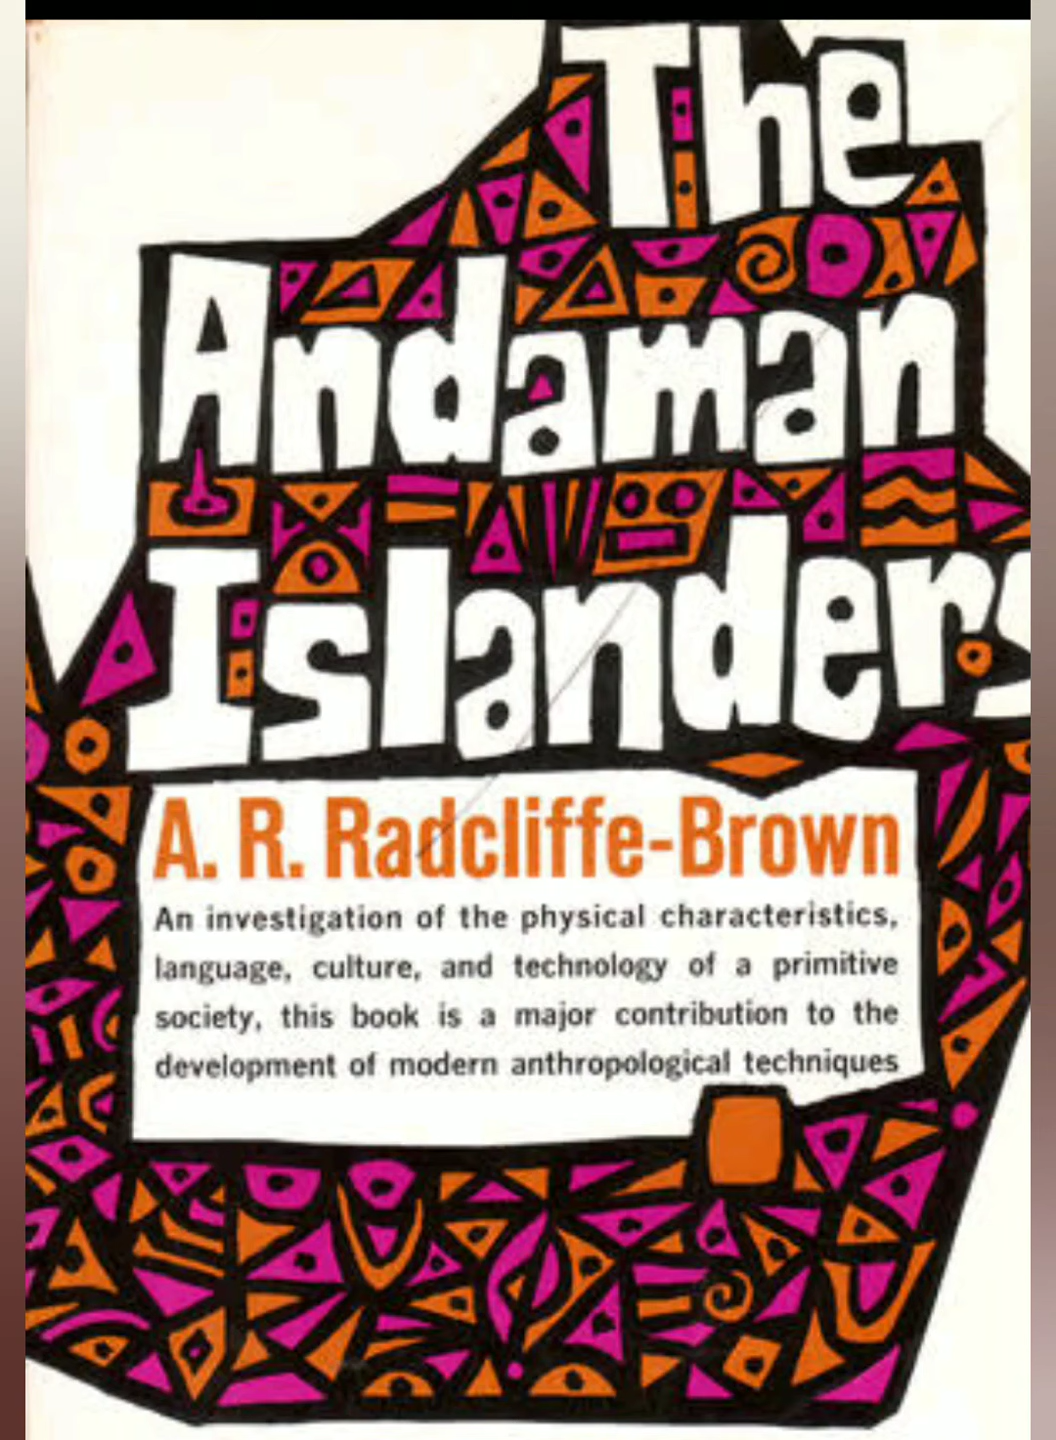 The
Andaman
Islanders
A. R. Radcliffe-Brown
An investigation of the physical characteristics,
language, culture, and technology of a primitive
society, this book is a major contribution to the
development of modern anthropological techniques